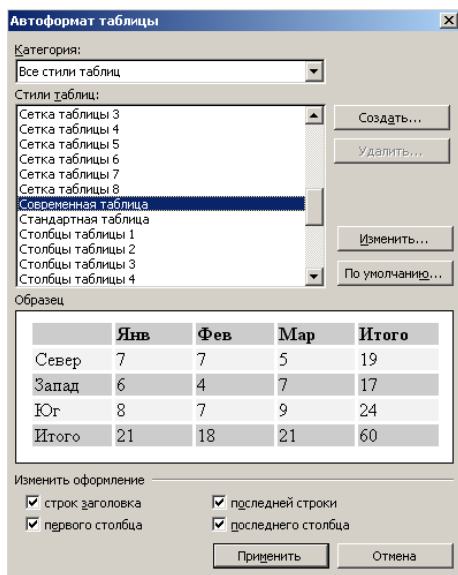 Автоформат таблицы
Категория:
Все стили таблиц
Стили таблиц:
Сетка таблицы 3
Сетка таблицы 4
Сетка таблицы 5
Сетка таблицы 6
Сетка таблицы 7
Сетка таблицы 8
Современная таблица
Стандартная таблица
Столбцы таблицы 1
Столбцы таблицы 2
Столбцы таблицы 3
Столбцы таблицы 4
Создать...
Удалить...
Изменить...
По умолчанию...
Образец
Янв Фев Мар Итого
Север 7 7 5 19
Запад 6 4 7 17
Юг 8 7 9 24
Итого 21 18 21 60
Изменить оформление
строк заголовка последней строки
первого столбца последнего столбца
Применить Отмена